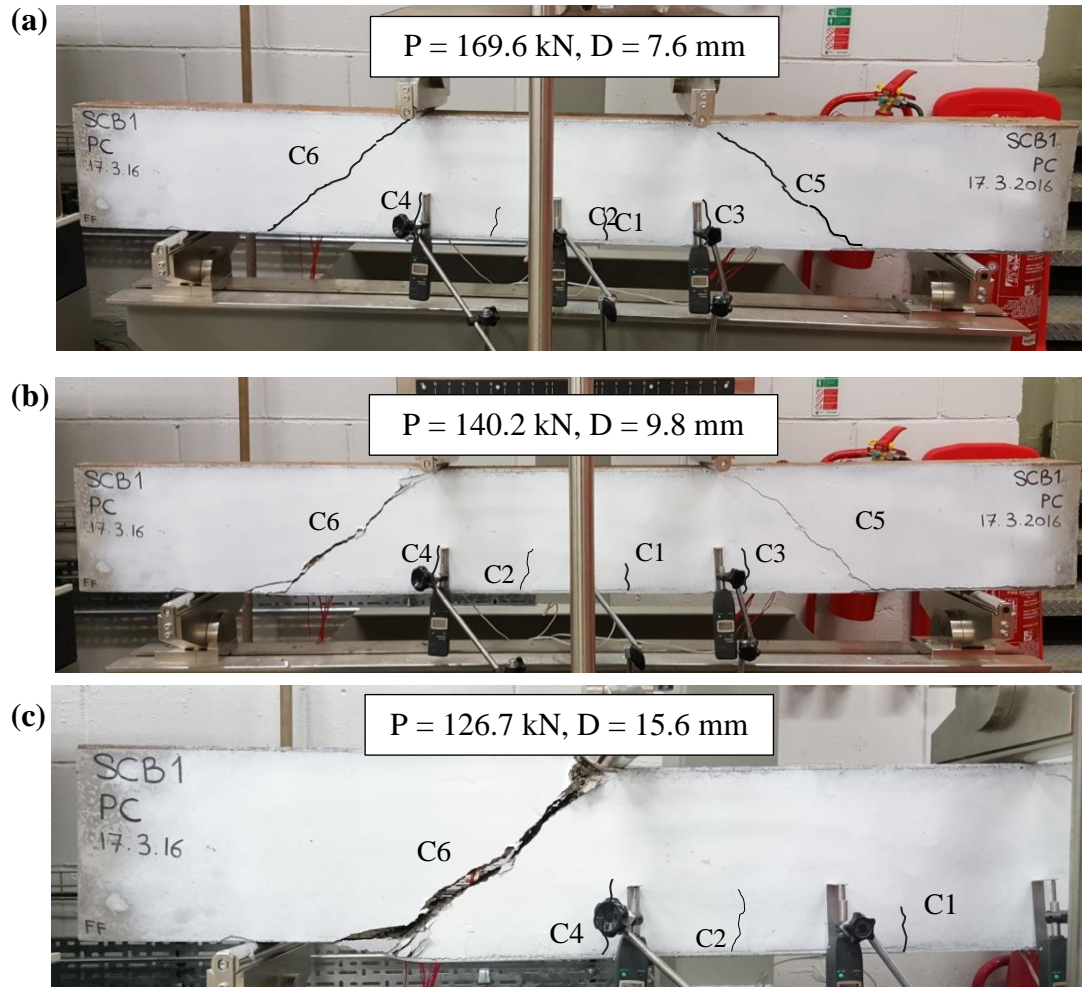 (a)
P = 169.6 kN, D = 7.6 mm
SCB1
PC
17.3.16
FF
C6
C4
C2
C1
C3
C5
SCB1
PC
17.3.2016
(b)
P = 140.2 kN, D = 9.8 mm
SCB1
PC
17.3.16
FF
C6
C4
C2
C1
C3
C5
SCB1
PC
17.3.2016
(c)
P = 126.7 kN, D = 15.6 mm
SCB1
PC
17.3.16
FF
C6
C4
C2
C1